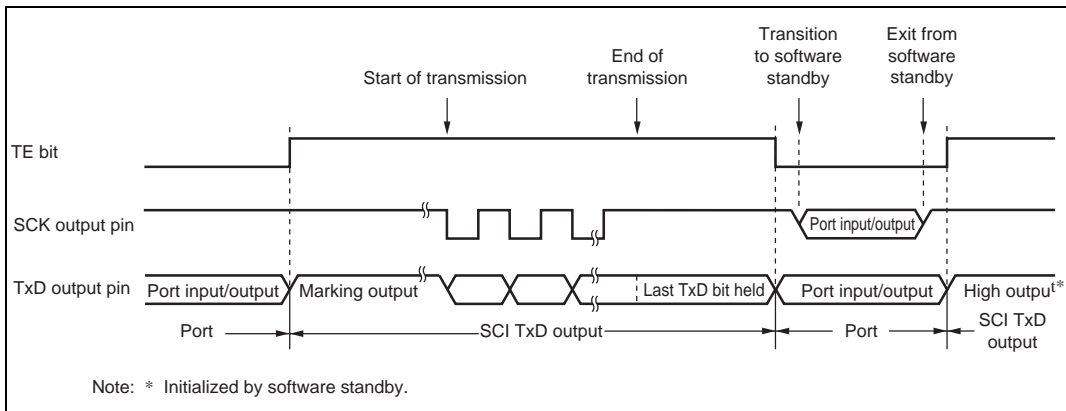 Transition
to software
standby
Exit from
software
standby
Start of transmission
End of
transmission
TE bit
SCK output pin
Port input/output
TxD output pin
Port input/output
Marking output
Last TxD bit held
Port input/output
High output*
Port
SCI TxD output
Port
SCI TxD
output
Note: * Initialized by software standby.